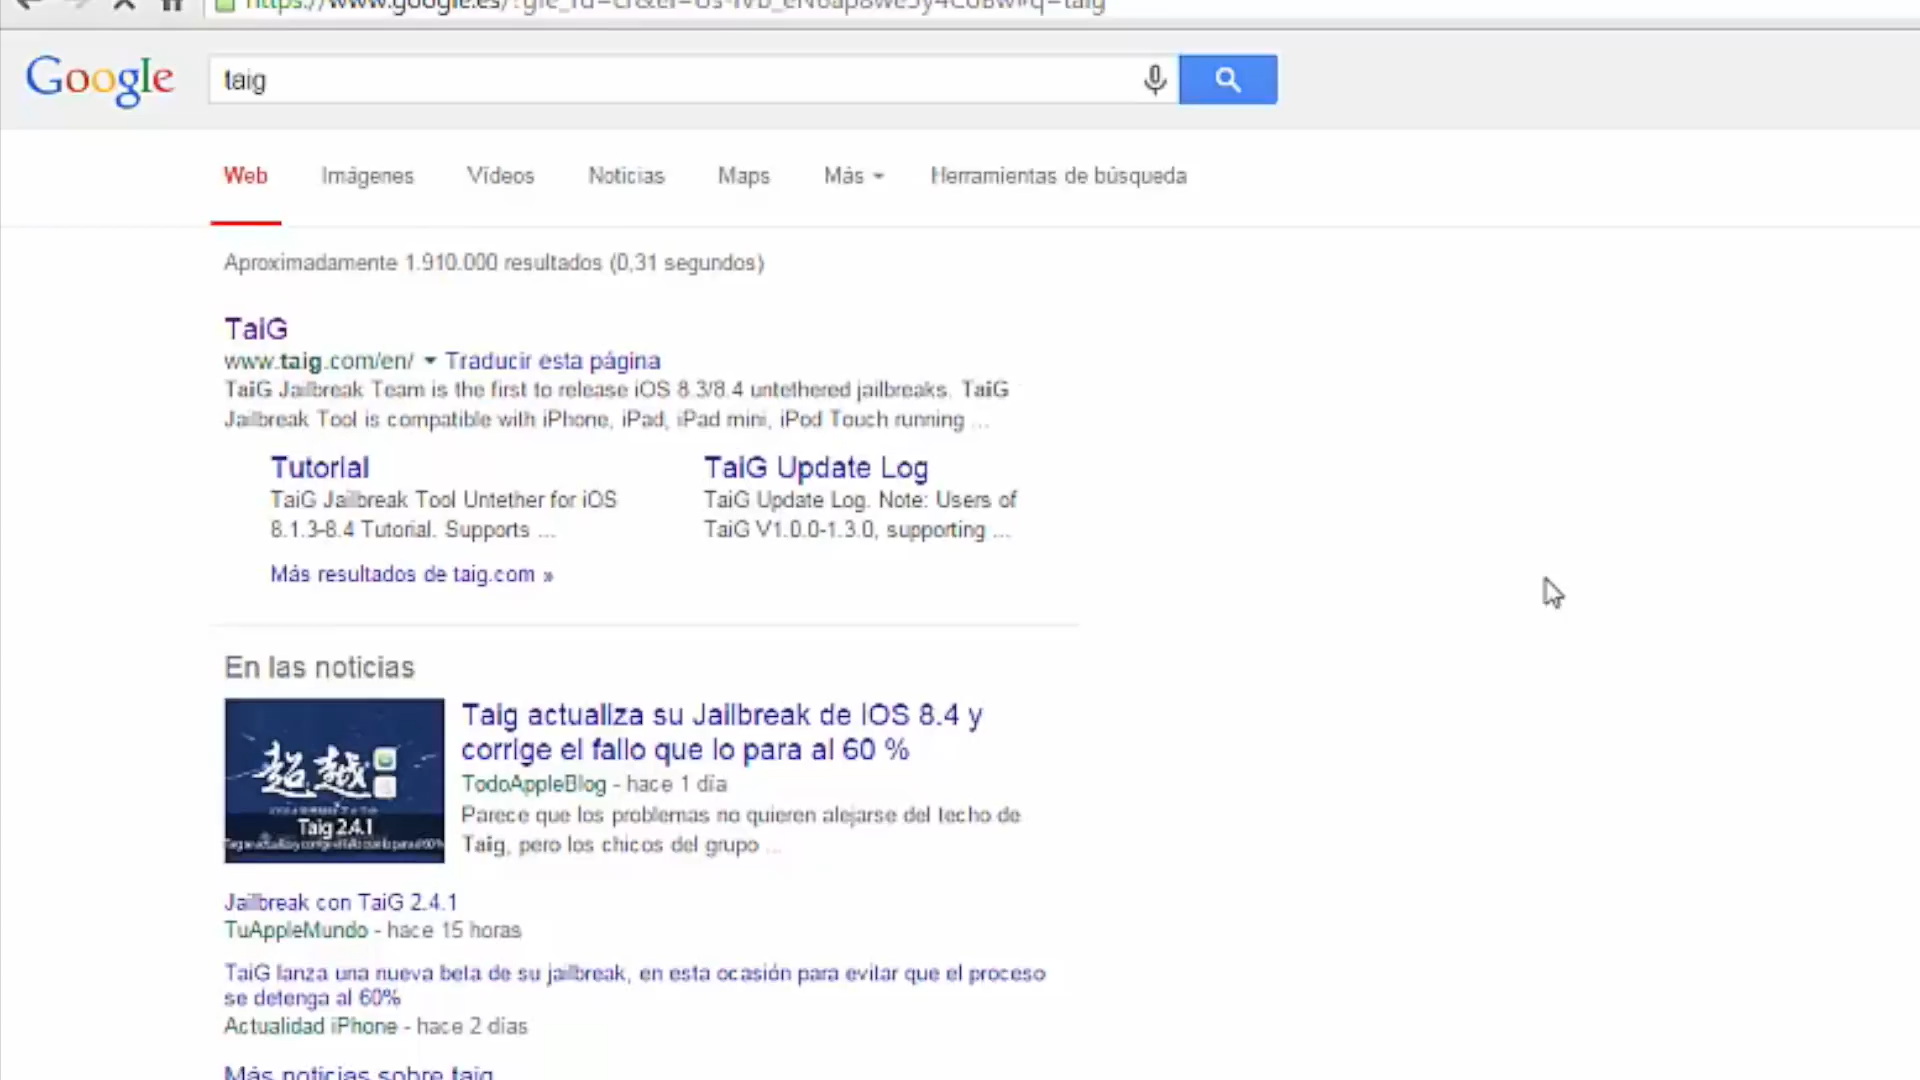 https://www.google.es/?gfe_rd=cr&ei=
q=taig
Google
taig
Web Imágenes Vídeos Noticias Maps Más Herramientas de búsqueda
Aproximadamente 1.910.000 resultados (0,31 segundos)
TaiG
www.taig.com/en/ Traducir esta página
TaiG Jailbreak Team is the first to release iOS 8.3/8.4 untethered jailbreaks. TaiG
Jailbreak Tool is compatible with iPhone, iPad, iPad mini, iPod Touch running ...
Tutorial
TaiG Jailbreak Tool Untether for iOS
8.1.3-8.4 Tutorial. Supports ...
TaiG Update Log
TaiG Update Log. Note: Users of
TaiG V1.0.0-1.3.0, supporting ...
Más resultados de taig.com »
En las noticias
超越
Taig 2.4.1
Taig actualiza su Jailbreak de iOS 8.4 y
corrige el fallo que lo para al 60 %
TodoAppleBlog - hace 1 día
Parece que los problemas no quieren alejarse del techo de
Taig, pero los chicos del grupo ...
Jailbreak con TaiG 2.4.1
TuAppleMundo - hace 15 horas
TaiG lanza una nueva beta de su jailbreak, en esta ocasión para evitar que el proceso
se detenga al 60%
Actualidad iPhone - hace 2 días
Más noticias sobre taig